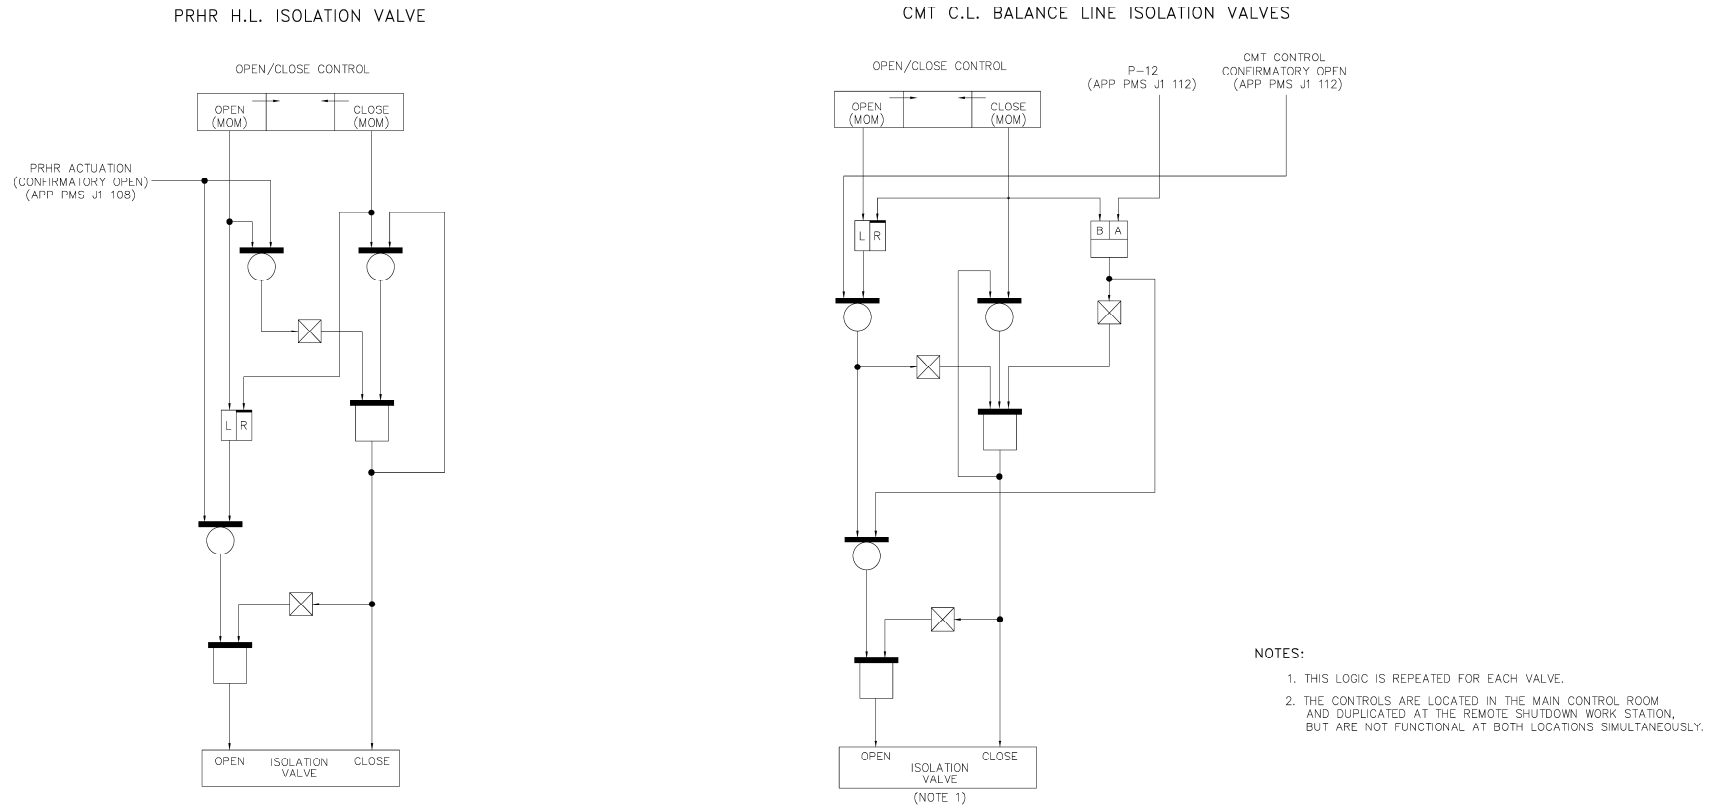 PRHR H.L. ISOLATION VALVE
OPEN/CLOSE CONTROL
OPEN
(MOM)
CLOSE
(MOM)
PRHR ACTUATION
(CONFIRMATORY OPEN)
(APP PMS J1 108)
L R
OPEN
ISOLATION
VALVE
CLOSE
CMT C.L. BALANCE LINE ISOLATION VALVES
OPEN/CLOSE CONTROL
OPEN
(MOM)
CLOSE
(MOM)
P-12
(APP PMS J1 112)
CMT CONTROL
CONFIRMATORY OPEN
(APP PMS J1 112)
L R
B A
OPEN
ISOLATION
VALVE
CLOSE
(NOTE 1)
NOTES:
1. THIS LOGIC IS REPEATED FOR EACH VALVE.
2. THE CONTROLS ARE LOCATED IN THE MAIN CONTROL ROOM
AND DUPLICATED AT THE REMOTE SHUTDOWN WORK STATION,
BUT ARE NOT FUNCTIONAL AT BOTH LOCATIONS SIMULTANEOUSLY.